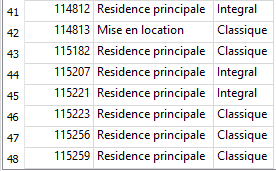 41 114812 Residence principale Integral
42 114813 Mise en location Classique
43 115182 Residence principale Classique
44 115207 Residence principale Integral
45 115221 Residence principale Integral
46 115223 Residence principale Classique
47 115256 Residence principale Classique
48 115259 Residence principale Classique